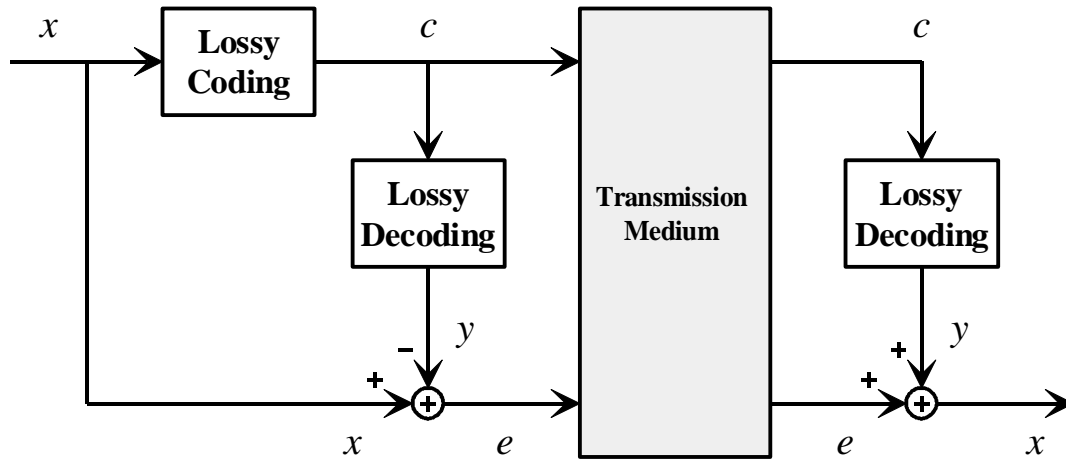 x
Lossy
Coding
c
c
Lossy
Decoding
Transmission
Medium
Lossy
Decoding
y
y
−
+
+
+
+
+
x
e
e
x